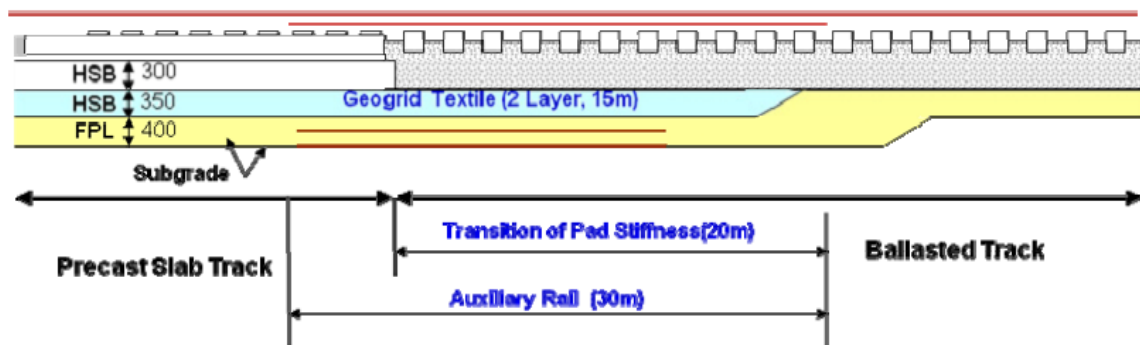 HSB 300
HSB 350 Geogrid Textile (2 Layer, 15m)
FPL 400
Subgrade
Transition of Pad Stiffness(20m)
Precast Slab Track
Ballasted Track
Auxiliary Rail (30m)